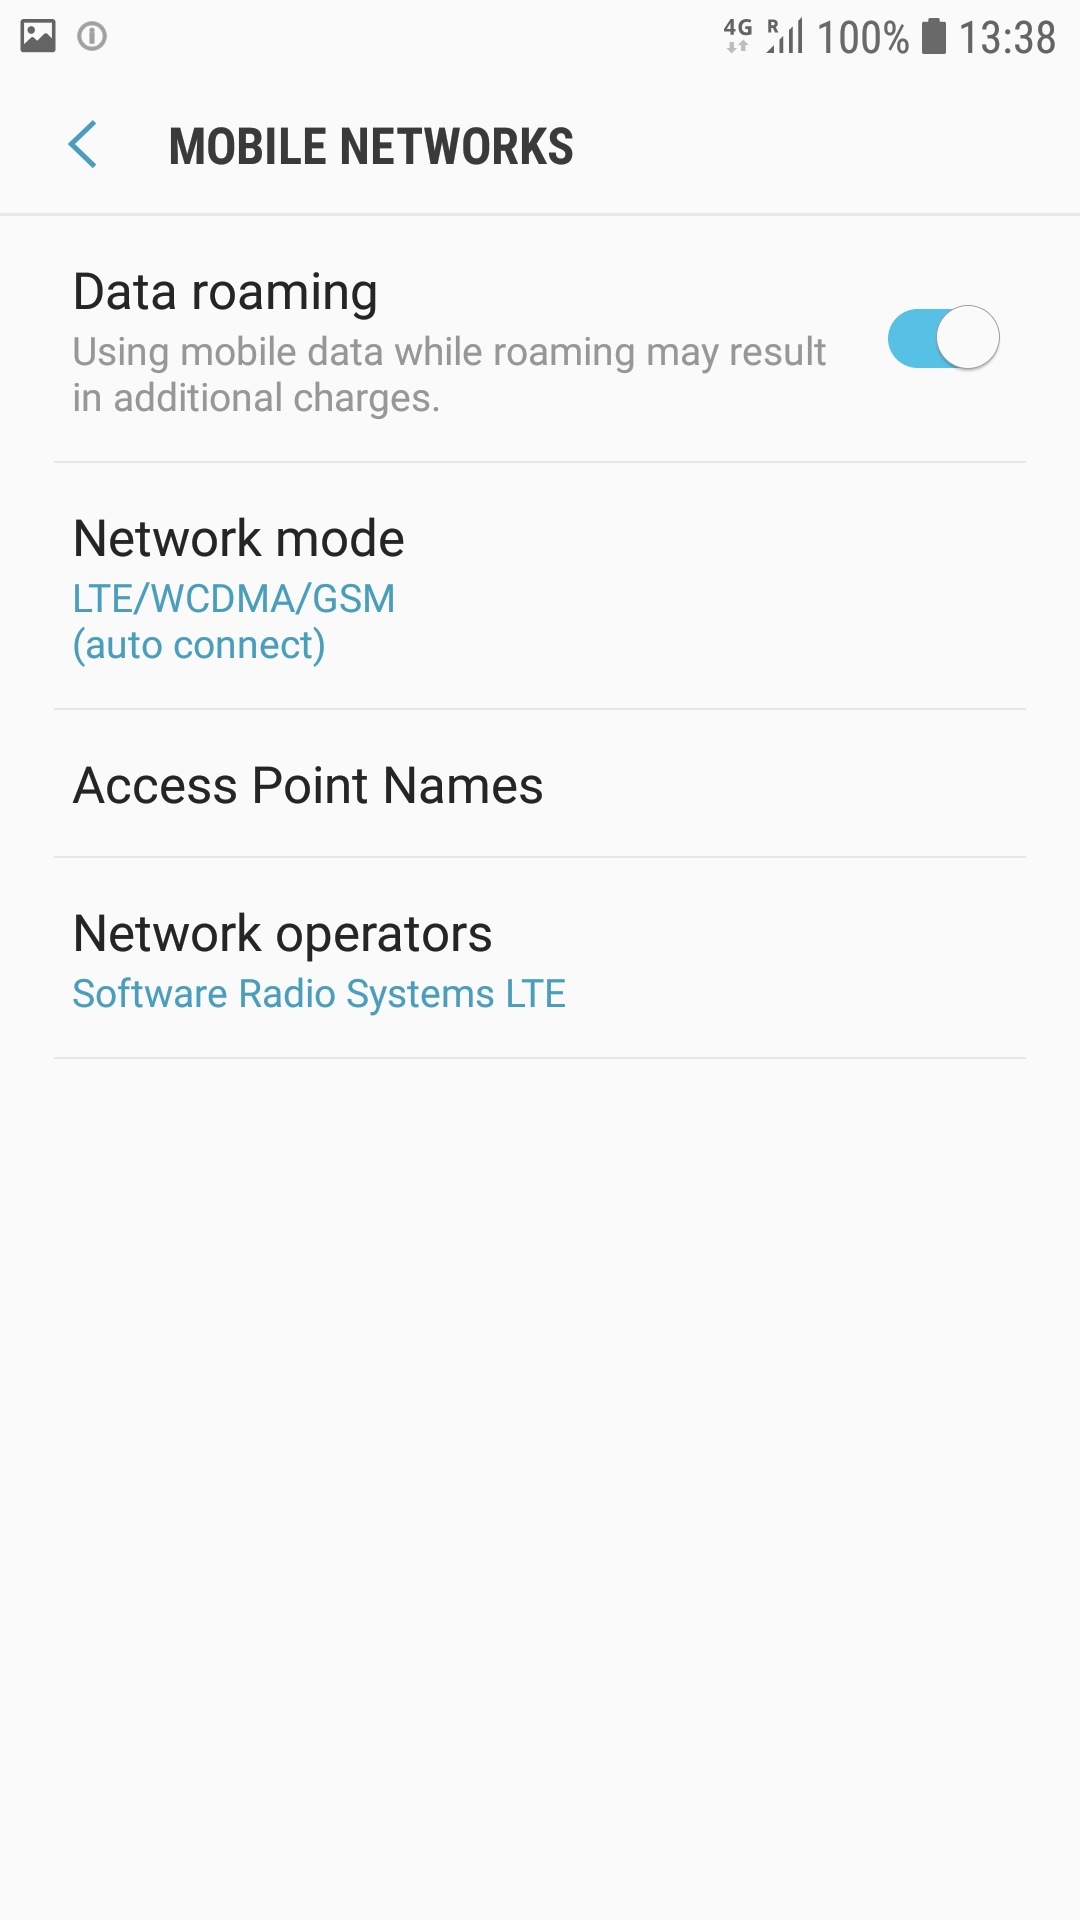 4G R 100% 13:38
MOBILE NETWORKS
Data roaming
Using mobile data while roaming may result
in additional charges.
Network mode
LTE/WCDMA/GSM
(auto connect)
Access Point Names
Network operators
Software Radio Systems LTE